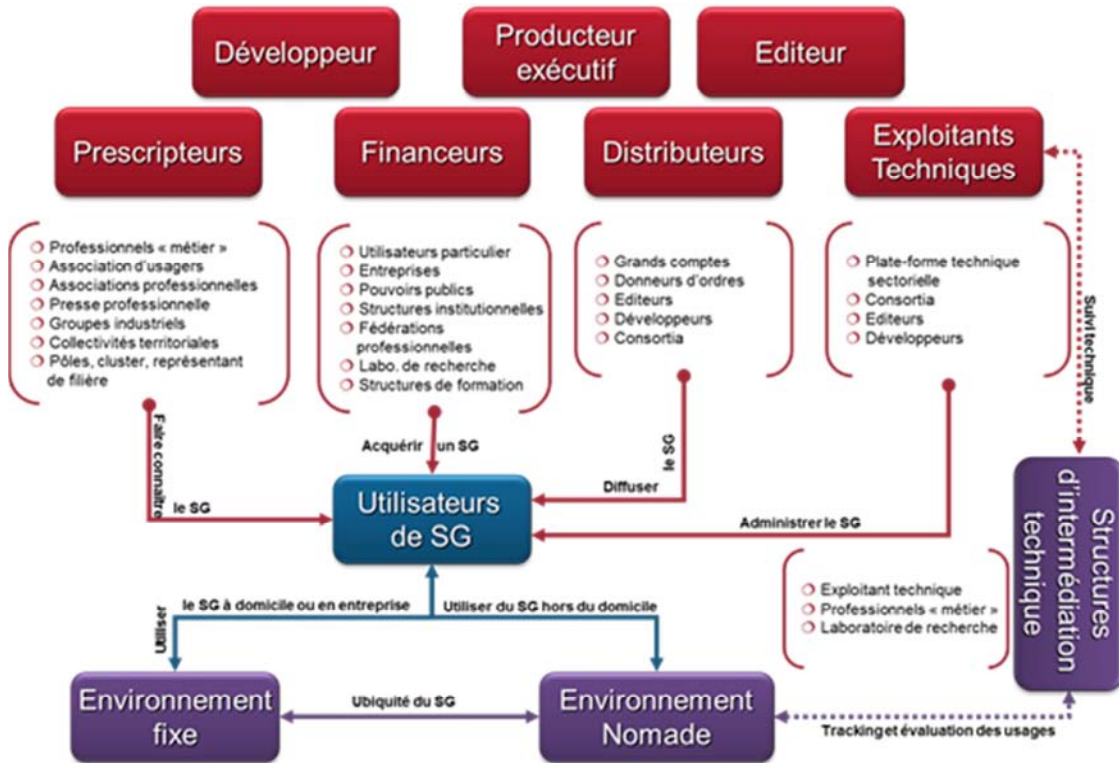 Développeur
Producteur
exécutif
Editeur
Prescripteurs
Financeurs
Distributeurs
Exploitants
Techniques
Professionnels « métier »
Association d'usagers
Associations professionnelles
Presse professionnelle
Groupes industriels
Collectivités territoriales
Pôles, cluster, représentant
de filière
Utilisateurs particulier
Entreprises
Pouvoirs publics
Structures institutionnelles
Fédérations
professionnelles
Labo. de recherche
Structures de formation
Grands comptes
Donneurs d'ordres
Editeurs
Développeurs
Consortia
Plate-forme technique
sectorielle
Consortia
Editeurs
Développeurs
Suivi technique
Faire connaître
le SG
Acquérir un SG
le SG
Diffuser
Administrer le SG
Utilisateurs
de SG
Structures
d'intermédiation
technique
Exploitant technique
Professionnels « métier »
Laboratoire de recherche
Utiliser
le SG à domicile ou en entreprise
Utiliser du SG hors du domicile
Environnement
fixe
Ubiquité du SG
Environnement
Nomade
Tracking et évaluation des usages